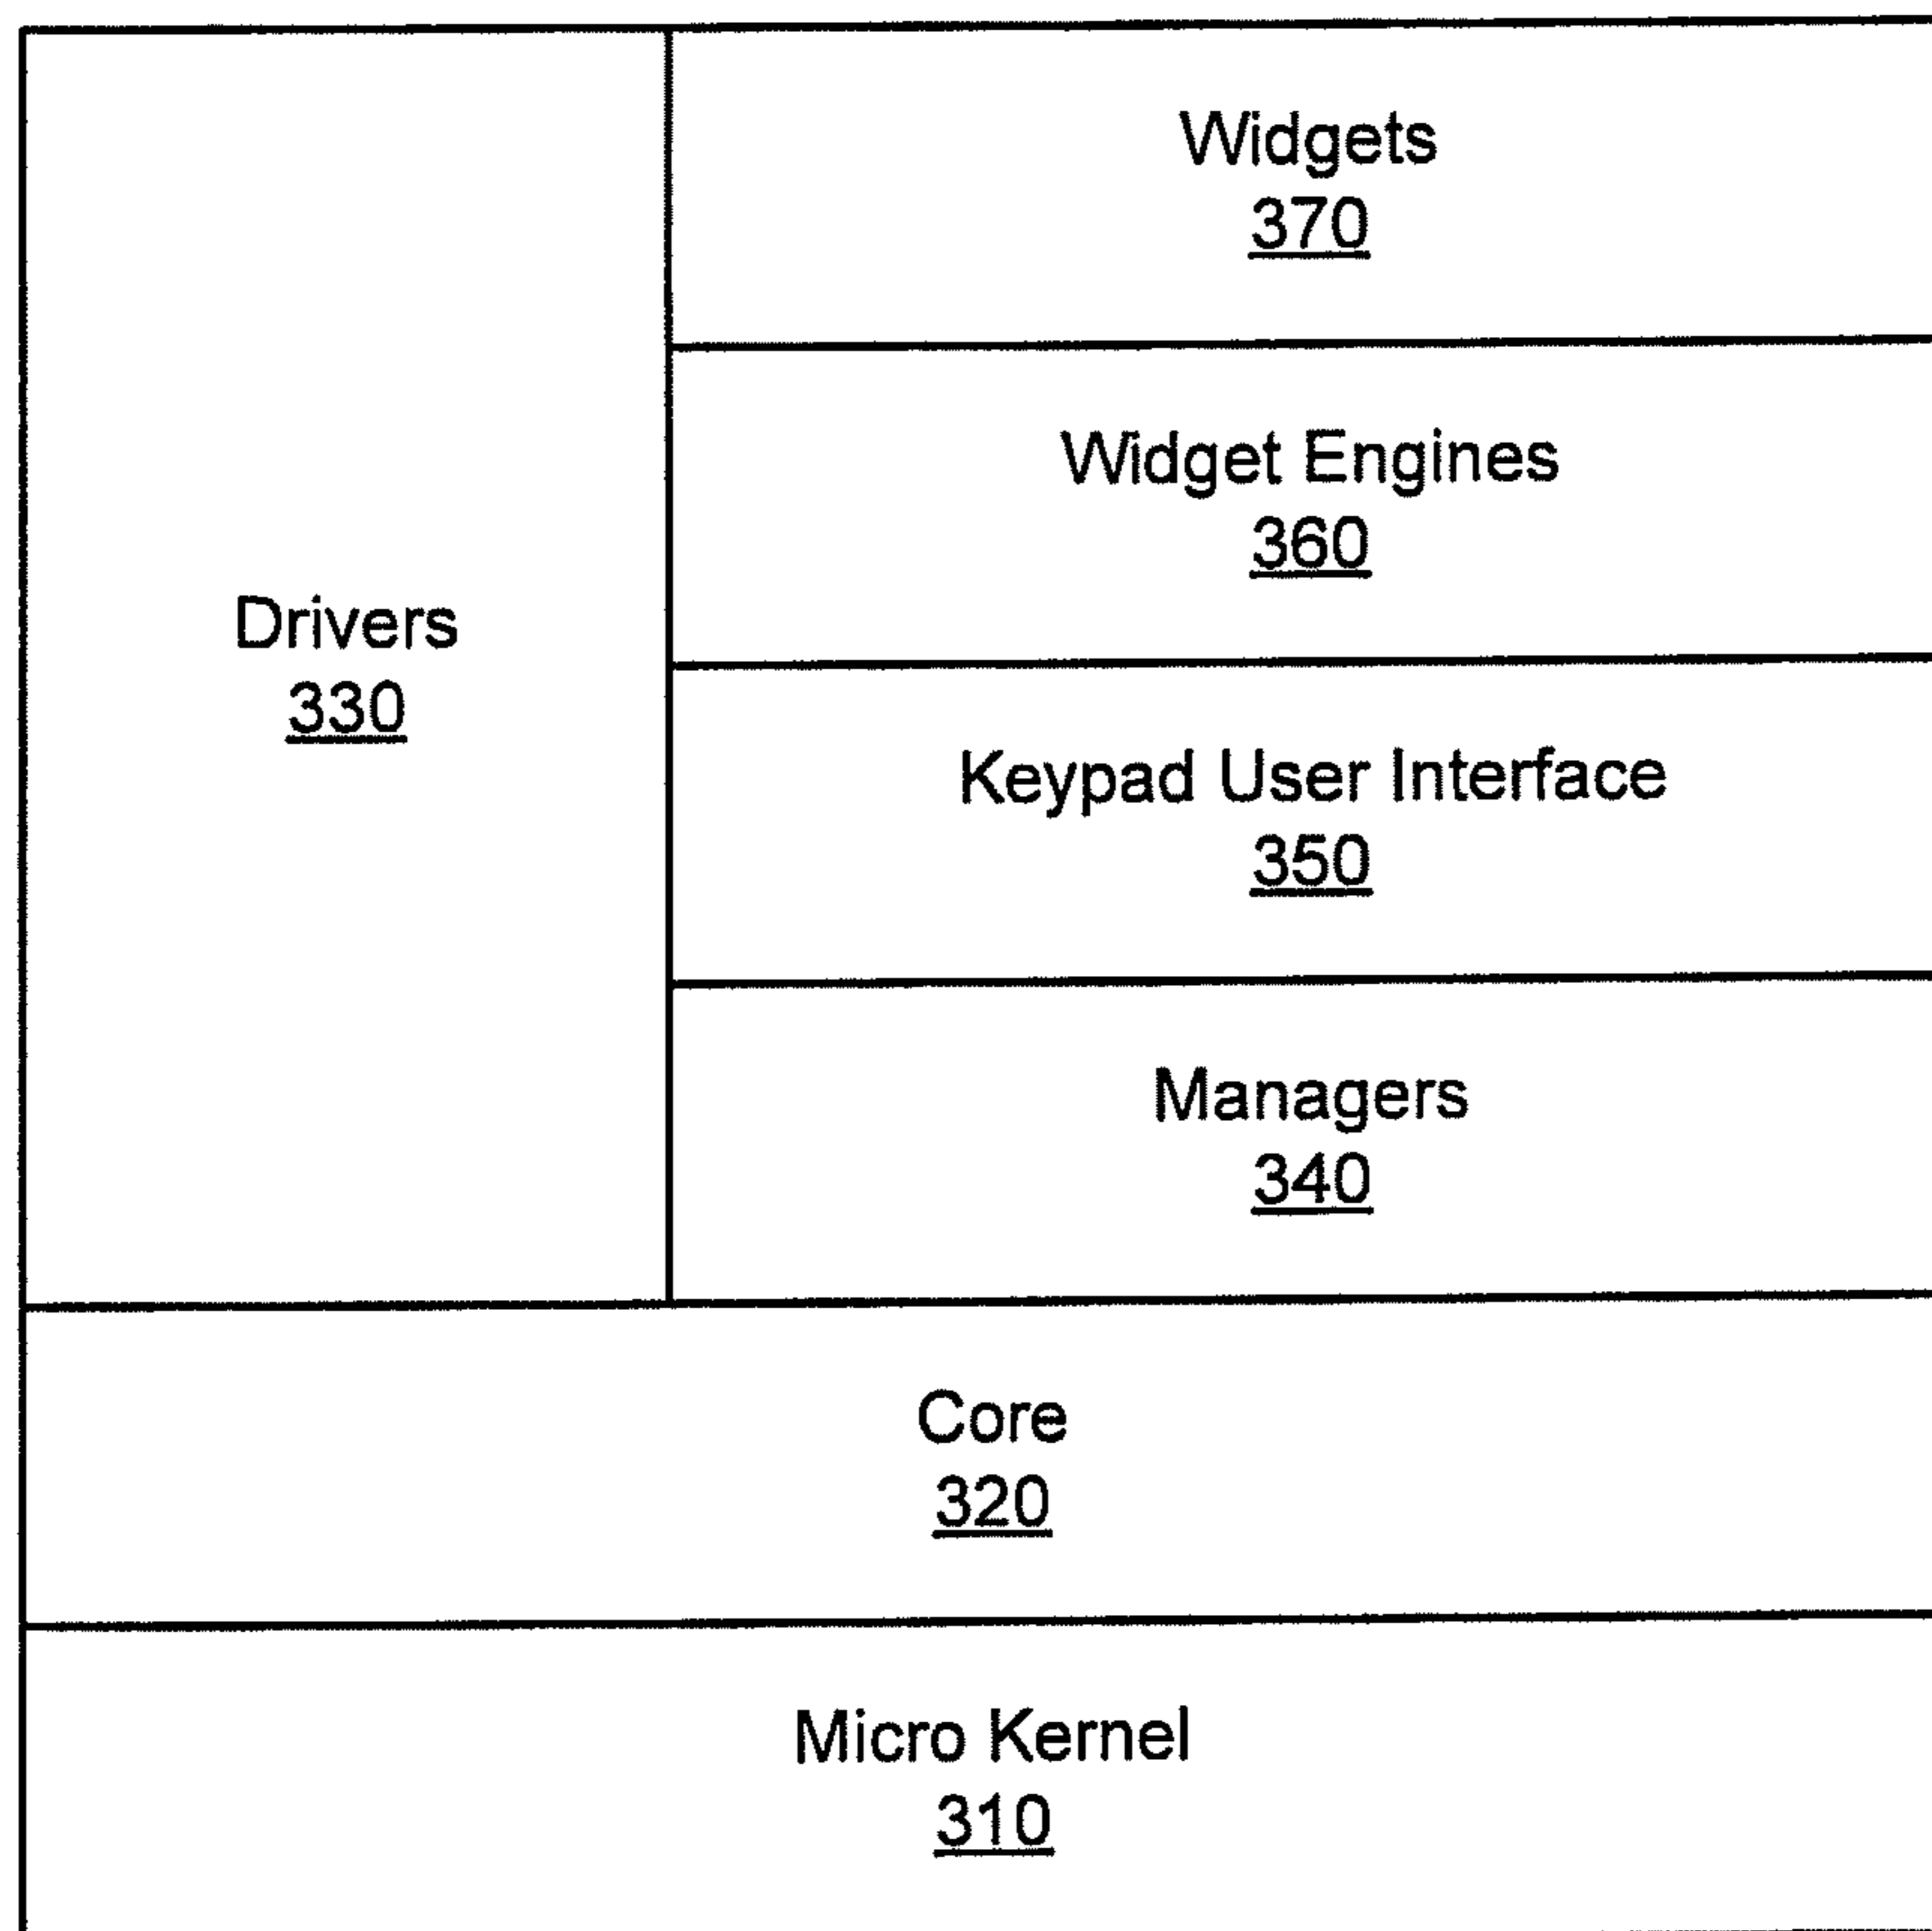 Widgets
370
Widget Engines
360
Drivers
330
Keypad User Interface
350
Managers
340
Core
320
Micro Kernel
310